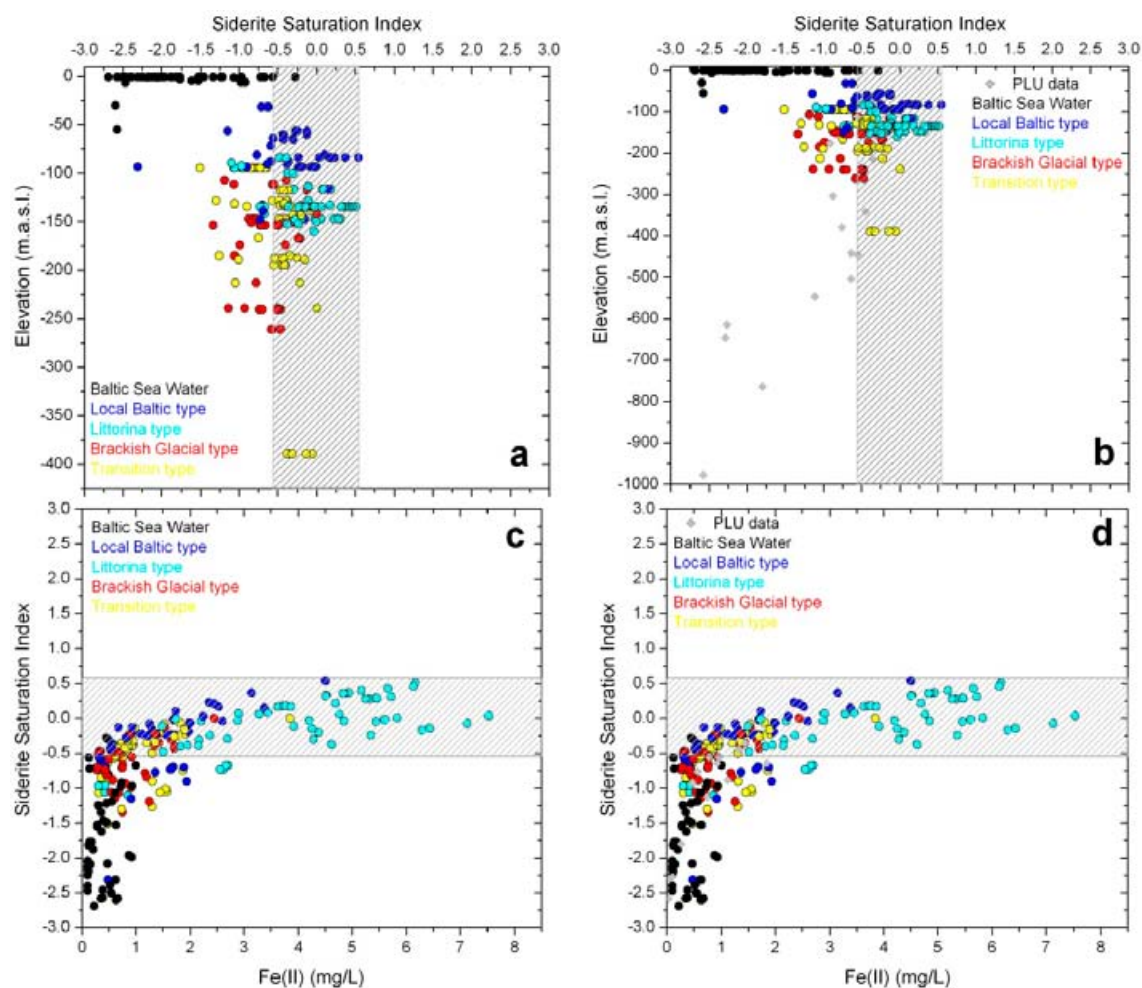 Siderite Saturation Index
-3.0 -2.5 -2.0 -1.5 -1.0 -0.5 0.0 0.5 1.0 1.5 2.0 2.5 3.0
Elevation (m.a.s.l.)
0
-50
-100
-150
-200
-250
-300
-350
-400
Baltic Sea Water
Local Baltic type
Littorina type
Brackish Glacial type
Transition type
a
Siderite Saturation Index
-3.0 -2.5 -2.0 -1.5 -1.0 -0.5 0.0 0.5 1.0 1.5 2.0 2.5 3.0
Elevation (m.a.s.l.)
0
-100
-200
-300
-400
-500
-600
-700
-800
-900
-1000
PLU data
Baltic Sea Water
Local Baltic type
Littorina type
Brackish Glacial type
Transition type
b
Siderite Saturation Index
3.0
2.5
2.0
1.5
1.0
0.5
0.0
-0.5
-1.0
-1.5
-2.0
-2.5
-3.0
Baltic Sea Water
Local Baltic type
Littorina type
Brackish Glacial type
Transition type
c
0 1 2 3 4 5 6 7 8
Fe(II) (mg/L)
Siderite Saturation Index
3.0
2.5
2.0
1.5
1.0
0.5
0.0
-0.5
-1.0
-1.5
-2.0
-2.5
-3.0
PLU data
Baltic Sea Water
Local Baltic type
Littorina type
Brackish Glacial type
Transition type
d
0 1 2 3 4 5 6 7 8
Fe(II) (mg/L)